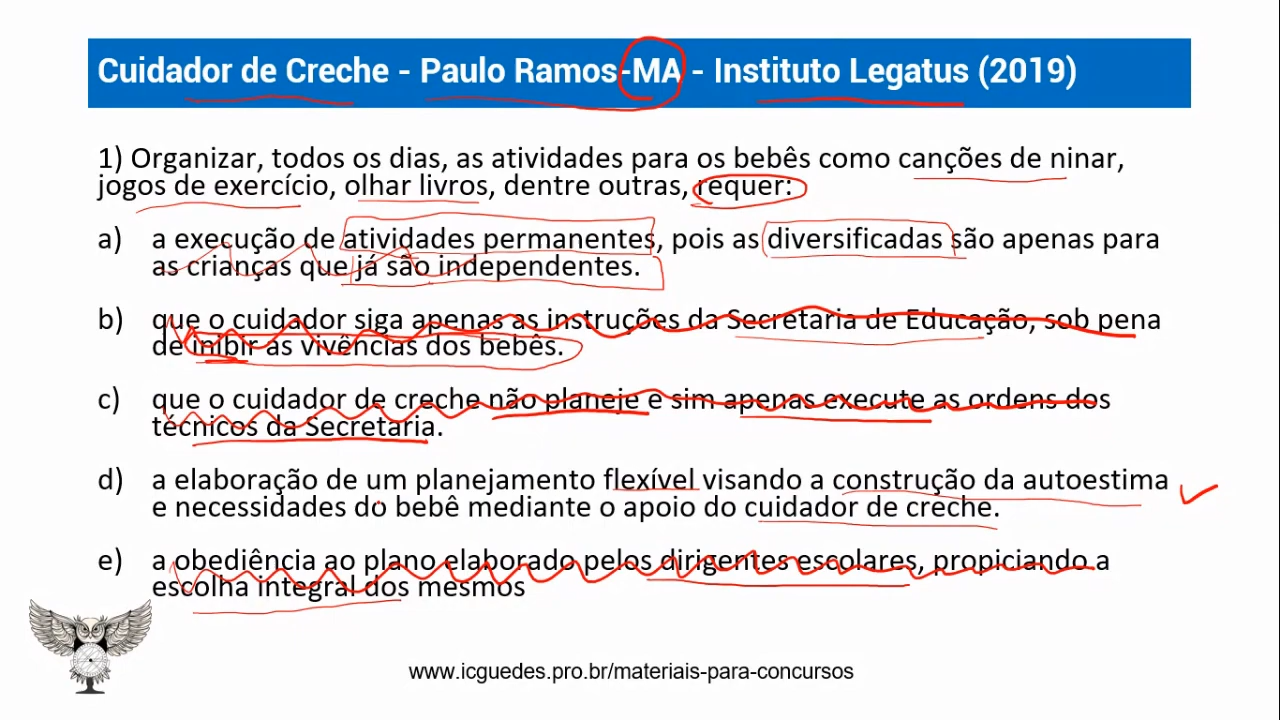 Cuidador de Creche - Paulo Ramos-MA - Instituto Legatus (2019)
1) Organizar, todos os dias, as atividades para os bebês como canções de ninar,
jogos de exercício, olhar livros, dentre outras, requer:
a) a execução de atividades permanentes, pois as diversificadas são apenas para
as crianças que já são independentes.
b) que o cuidador siga apenas as instruções da Secretaria de Educação, sob pena
de inibir as vivências dos bebês.
c) que o cuidador de creche não planeje e sim apenas execute as ordens dos
técnicos da Secretaria.
d) a elaboração de um planejamento flexível visando a construção da autoestima
e necessidades do bebê mediante o apoio do cuidador de creche.
e) a obediência ao plano elaborado pelos dirigentes escolares, propiciando a
escolha integral dos mesmos
www.icguedes.pro.br/materiais-para-concursos